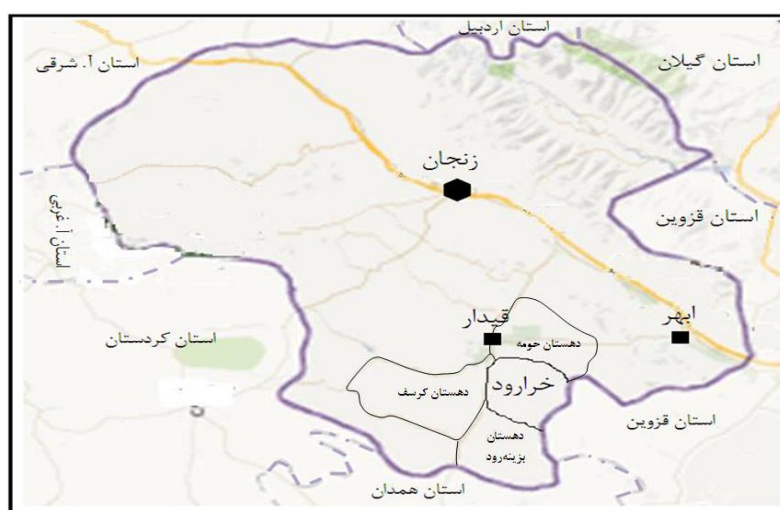 استان اردبیل
استان گیلان
استان آ. شرقی
زنجان
استان آ. غربی
استان قزوین
قیدار
ابهر
استان کردستان
دهستان حومه
خرارود
دهستان کرسف
استان قزوین
دهستان
بزینه‌رود
استان همدان